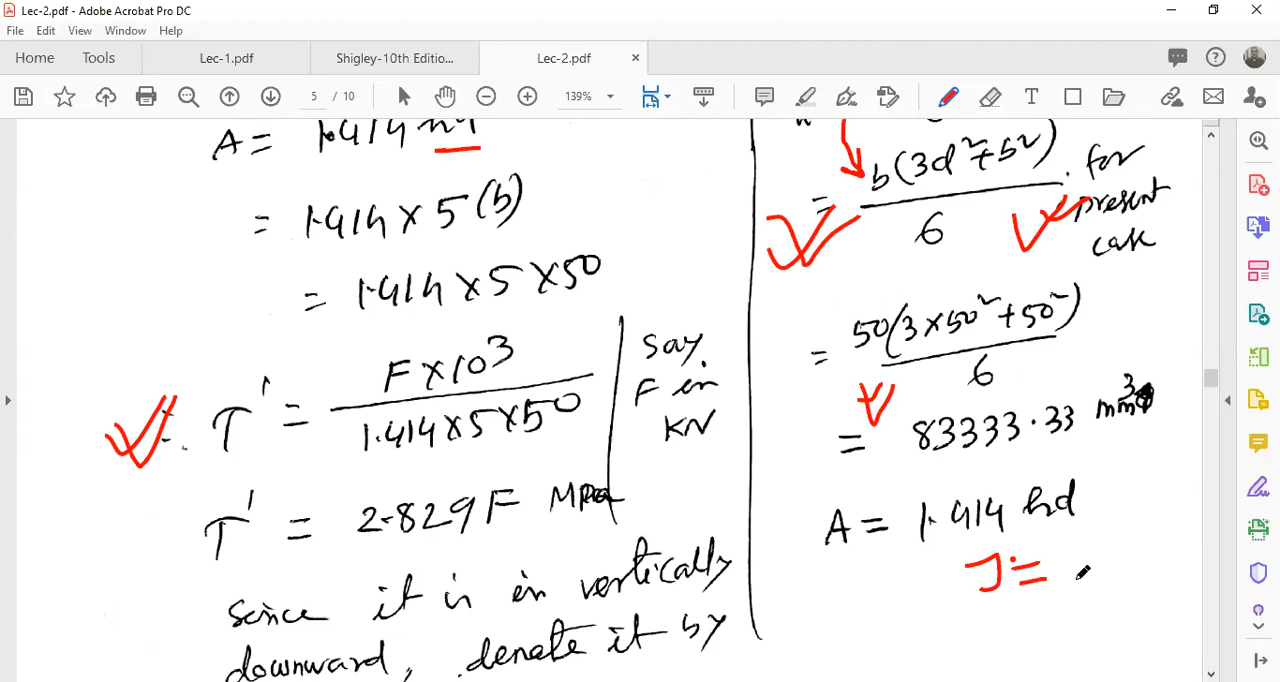 Lec-2.pdf - Adobe Acrobat Pro DC
File Edit View Window Help
Home Tools Lec-1.pdf Shigley-10th Editio... Lec-2.pdf ×
5 / 10 139%
A = 1.414 hd
= 1.414 × 5 (b)
= 1.414 × 5 × 50
τ' = F × 10³ / 1.414 × 5 × 50
say, F in KN
τ' = 2.829F MPa
since it is in vertically
downward, denote it by
= b(3d²+b²) / 6 . for present case
= 50(3×50²+50²) / 6
= 83333.33 mm³
A = 1.414 hd
J =